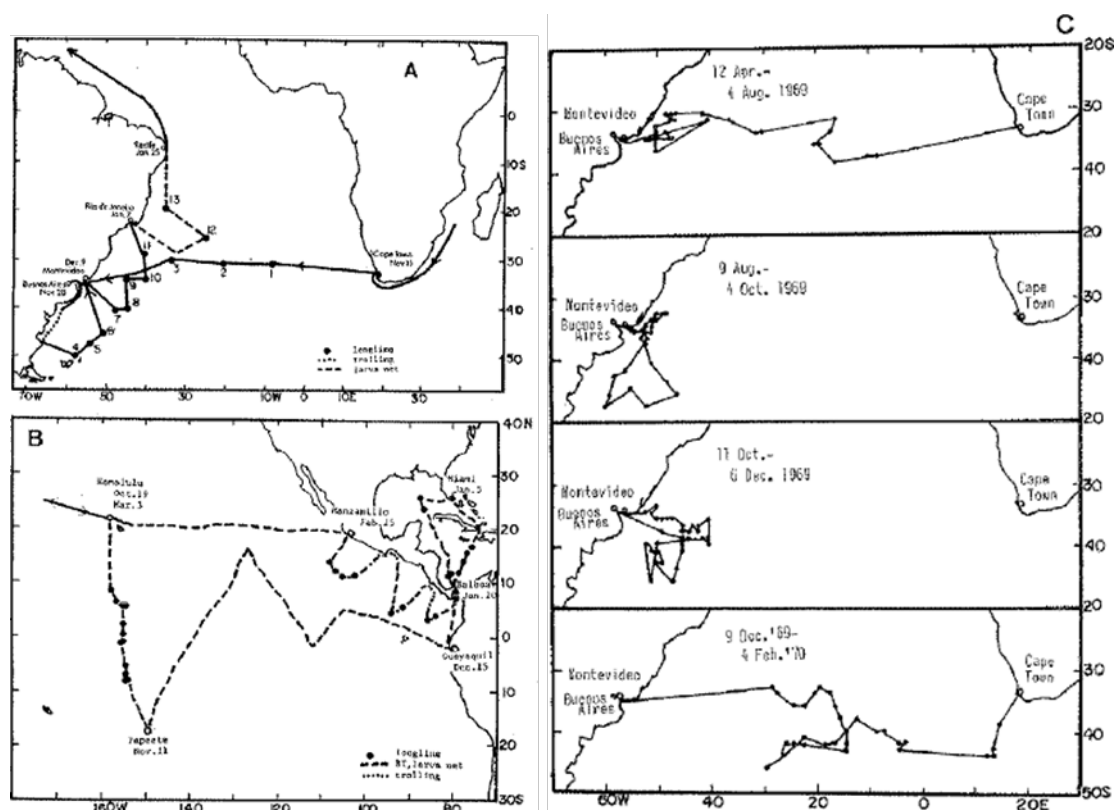 A
0
10S
20
30
40
50
Recife
Jan.25
Rio de Janeiro
Jan.
Dec.9
Montevideo
Buenos Aires
Nov.28
Cape Town
13
12
11
3
2
1
10
9
8
7
6
5
4
longline
trolling
larva net
70W
50
30
10W
0
10E
30
B
40N
30
20
10
0
10
20
30S
Honolulu
Oct.19
Mar.3
Manzanillo
Feb.15
Miami
Jan.5
Balboa
Jan.20
Guayaquil
Dec.15
Papeete
Nov.11
longline
BT, larva net
trolling
160W
140
120
100
80
C
20S
12 Apr.-
4 Aug. 1969
Montevideo
Buenos
Aires
Cape
Town
30
40
20
9 Aug.-
4 Oct. 1969
Montevideo
Buenos
Aires
Cape
Town
30
40
20
11 Oct.-
6 Dec. 1969
Montevideo
Buenos
Aires
Cape
Town
30
40
20
9 Dec.'69-
4 Feb.'70
Montevideo
Buenos
Aires
Cape
Town
30
40
50S
60W
40
20
0
20E